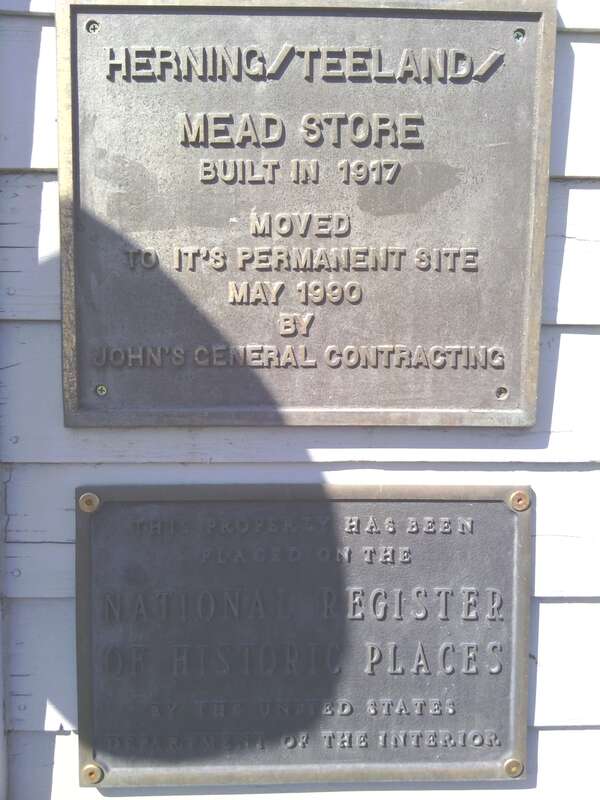 HERNING/TEELAND/
MEAD STORE
BUILT IN 1917
MOVED
TO IT'S PERMANENT SITE
MAY 1990
BY
JOHN'S GENERAL CONTRACTING
THIS PROPERTY HAS BEEN
PLACED ON THE
NATIONAL REGISTER
OF HISTORIC PLACES
BY THE UNITED STATES
DEPARTMENT OF THE INTERIOR